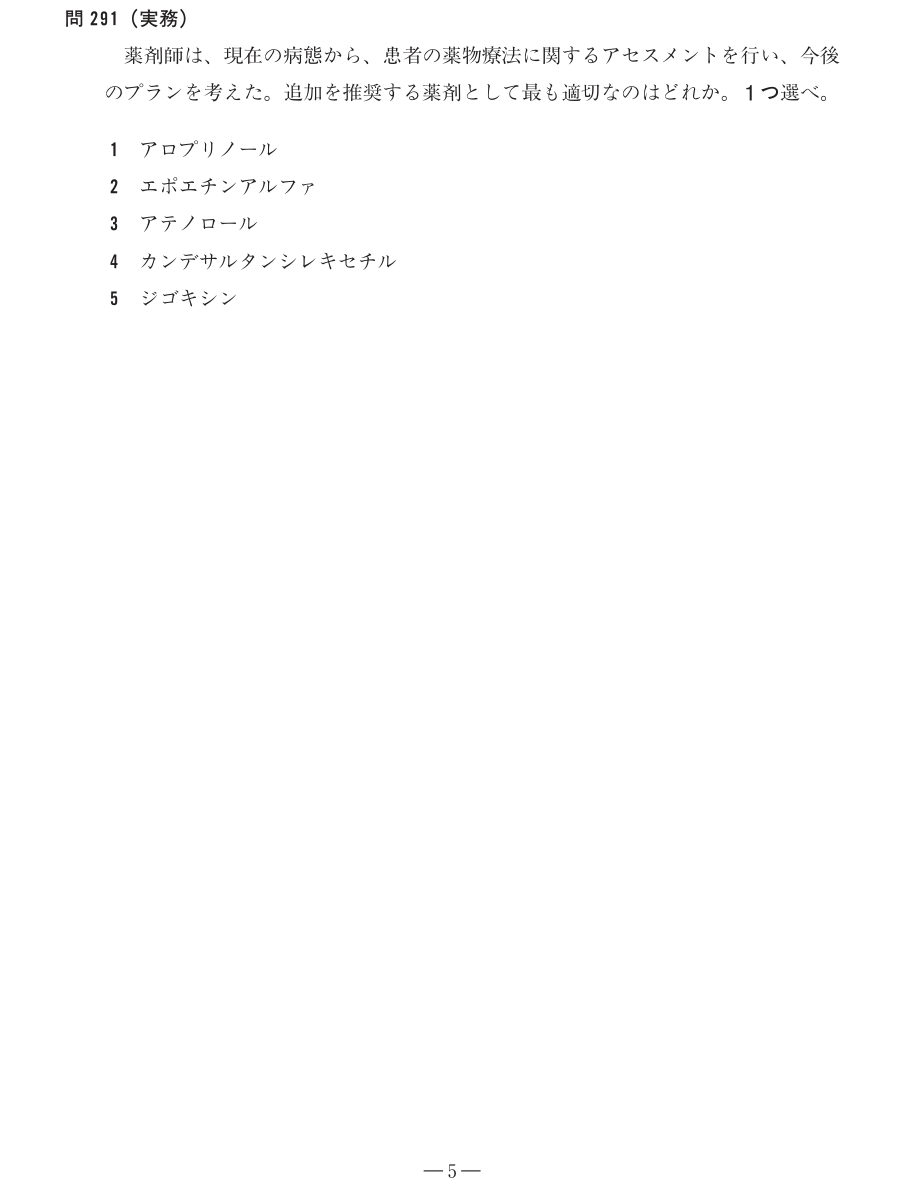 問 291（実務）
薬剤師は、現在の病態から、患者の薬物療法に関するアセスメントを行い、今後
のプランを考えた。追加を推奨する薬剤として最も適切なのはどれか。1つ選べ。
1 アロプリノール
2 エポエチンアルファ
3 アテノロール
4 カンデサルタンシレキセチル
5 ジゴキシン
— 5 —